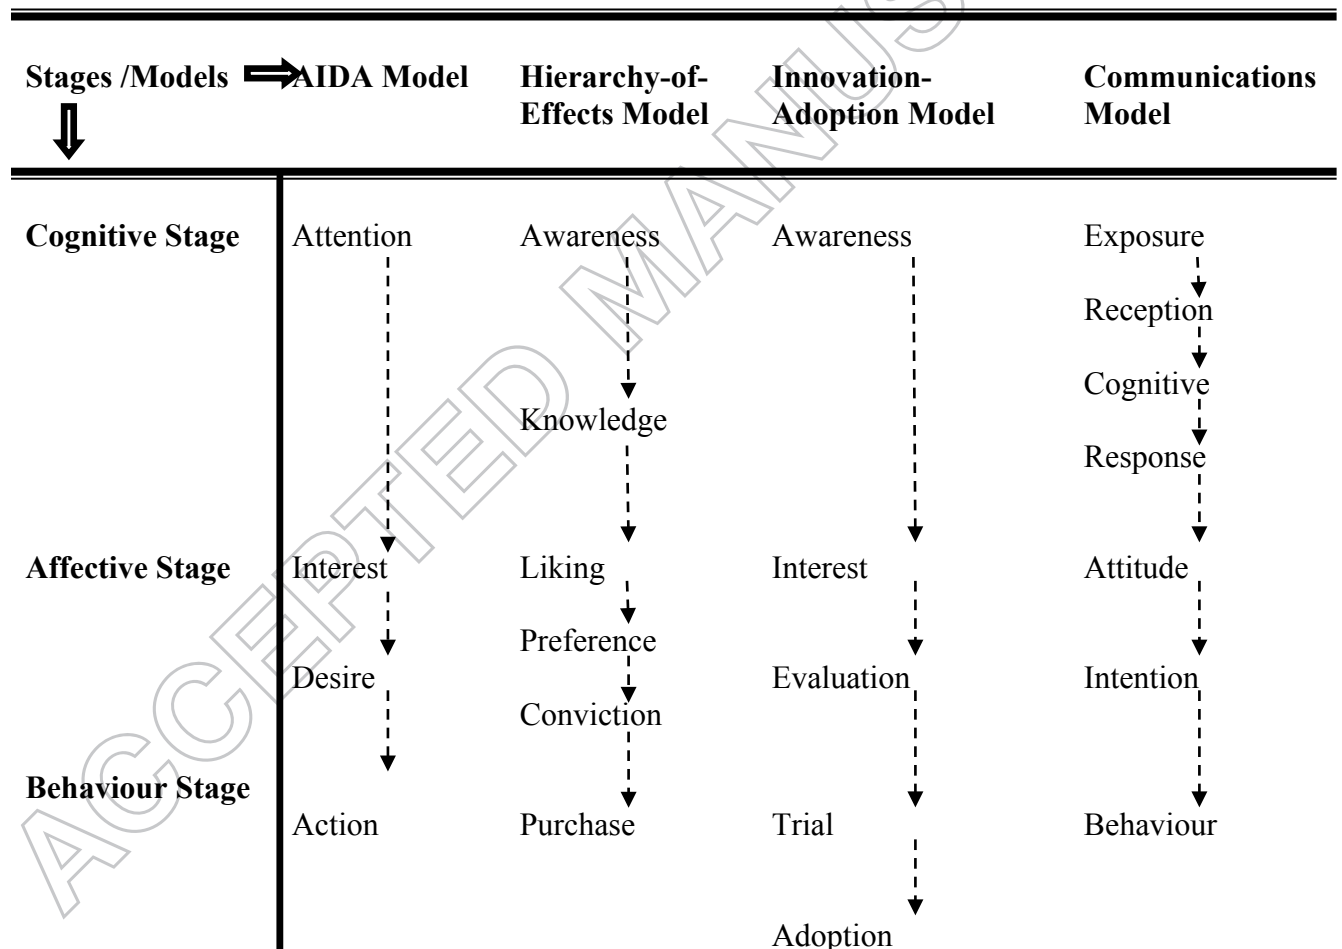 Stages /Models AIDA Model Hierarchy-of- Innovation- Communications
Effects Model Adoption Model Model
Cognitive Stage Attention Awareness Awareness Exposure
Reception
Cognitive
Knowledge
Response
Affective Stage Interest Liking Interest Attitude
Preference
Desire Evaluation Intention
Conviction
Behaviour Stage
Action Purchase Trial Behaviour
Adoption
ACCEPTED MANUS